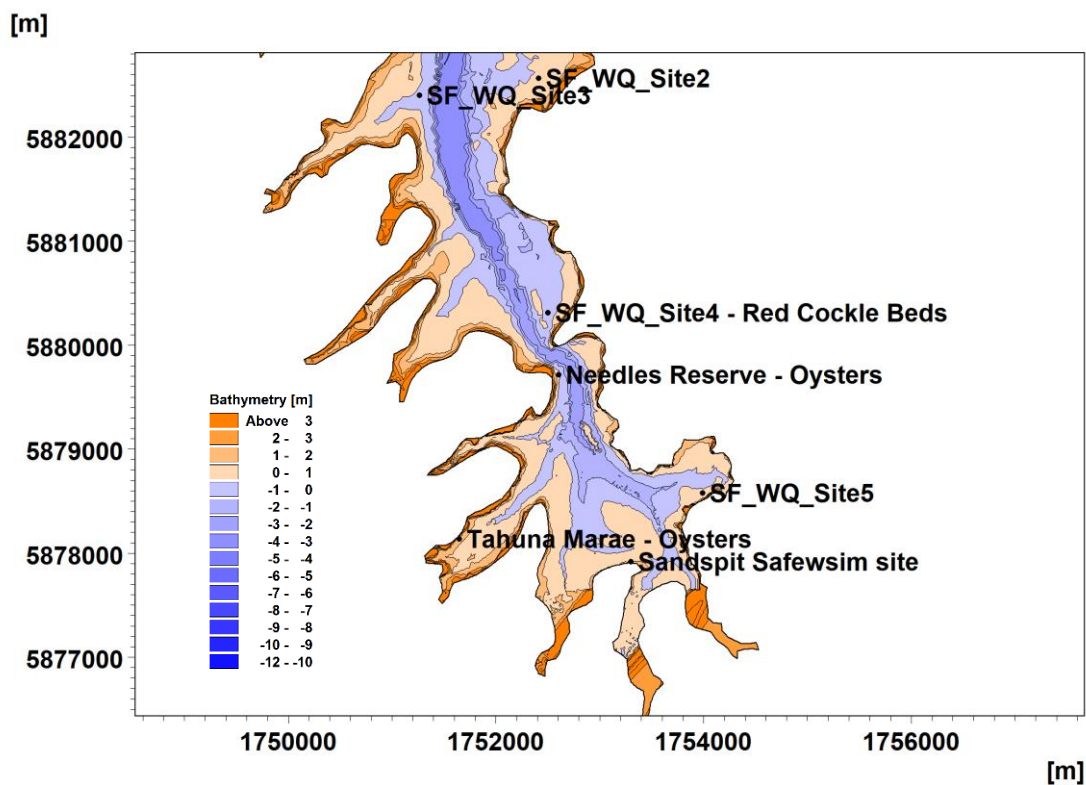 [m]
SF_WQ_Site2
SF_WQ_Site3
5882000
5881000
SF_WQ_Site4 - Red Cockle Beds
5880000
Needles Reserve - Oysters
Bathymetry [m]
Above 3
2 - 3
1 - 2
0 - 1
-1 - 0
-2 - -1
-3 - -2
-4 - -3
-5 - -4
-6 - -5
-7 - -6
-8 - -7
-9 - -8
-10 - -9
-12 - -10
5879000
SF_WQ_Site5
5878000
Tahuna Marae - Oysters
Sandspit Safewsim site
5877000
1750000 1752000 1754000 1756000
[m]